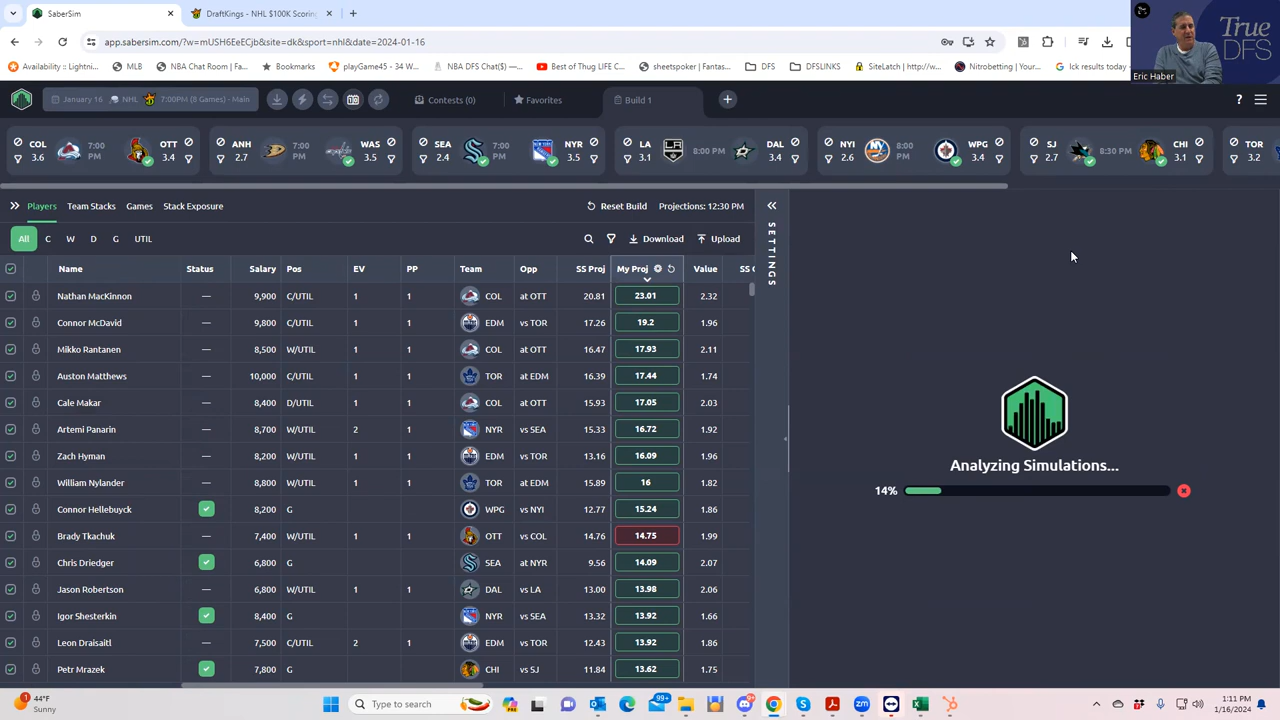 SaberSim
DraftKings - NHL $100K Scoring
app.sabersim.com/?w=mUSH6EeECjb&site=dk&sport=nhl&date=2024-01-16
Availability :: Lightni...
MLB
NBA Chat Room / Fa...
Bookmarks
playGame45 - 34 W...
NBA DFS Chat($) —...
Best of Thug LIFE C...
sheetspoker | Fanta...
DFS
DFSLINKS
SiteLatch | http://w...
Nitrobetting | You...
lck results today -...
True
DFS
Eric Haber
January 16 NHL 7:00PM (8 Games) - Main
Contests (0)
Favorites
Build 1
?
COL 3.6 7:00 PM OTT 3.4
ANH 2.7 7:00 PM WAS 3.5
SEA 2.4 7:00 PM NYR 3.5
LA 3.1 8:00 PM DAL 3.4
NYI 2.6 8:00 PM WPG 3.4
SJ 2.7 8:30 PM CHI 3.1
TOR 3.2
Players Team Stacks Games Stack Exposure Reset Build Projections: 12:30 PM
All C W D G UTIL Download Upload
SETTINGS
Name Status Salary Pos EV PP Team Opp SS Proj My Proj Value SS
Nathan MacKinnon — 9,900 C/UTIL 1 1 COL at OTT 20.81 23.01 2.32
Connor McDavid — 9,800 C/UTIL 1 1 EDM vs TOR 17.26 19.2 1.96
Mikko Rantanen — 8,500 W/UTIL 1 1 COL at OTT 16.47 17.93 2.11
Auston Matthews — 10,000 C/UTIL 1 1 TOR at EDM 16.39 17.44 1.74
Cale Makar — 8,400 D/UTIL 1 1 COL at OTT 15.93 17.05 2.03
Artemi Panarin — 8,700 W/UTIL 2 1 NYR vs SEA 15.33 16.72 1.92
Zach Hyman — 8,200 W/UTIL 1 1 EDM vs TOR 13.16 16.09 1.96
William Nylander — 8,800 W/UTIL 1 1 TOR at EDM 15.89 16 1.82
Connor Hellebuyck 8,200 G WPG vs NYI 12.77 15.24 1.86
Brady Tkachuk — 7,400 W/UTIL 1 1 OTT vs COL 14.76 14.75 1.99
Chris Driedger 6,800 G SEA at NYR 9.56 14.09 2.07
Jason Robertson — 6,800 W/UTIL 1 1 DAL vs LA 13.00 13.98 2.06
Igor Shesterkin 8,400 G NYR vs SEA 13.32 13.92 1.66
Leon Draisaitl — 7,500 C/UTIL 2 1 EDM vs TOR 12.43 13.92 1.86
Petr Mrazek 7,800 G CHI vs SJ 11.84 13.62 1.75
Analyzing Simulations...
14%
44°F
Sunny
Type to search
99+
1:11 PM
1/16/2024